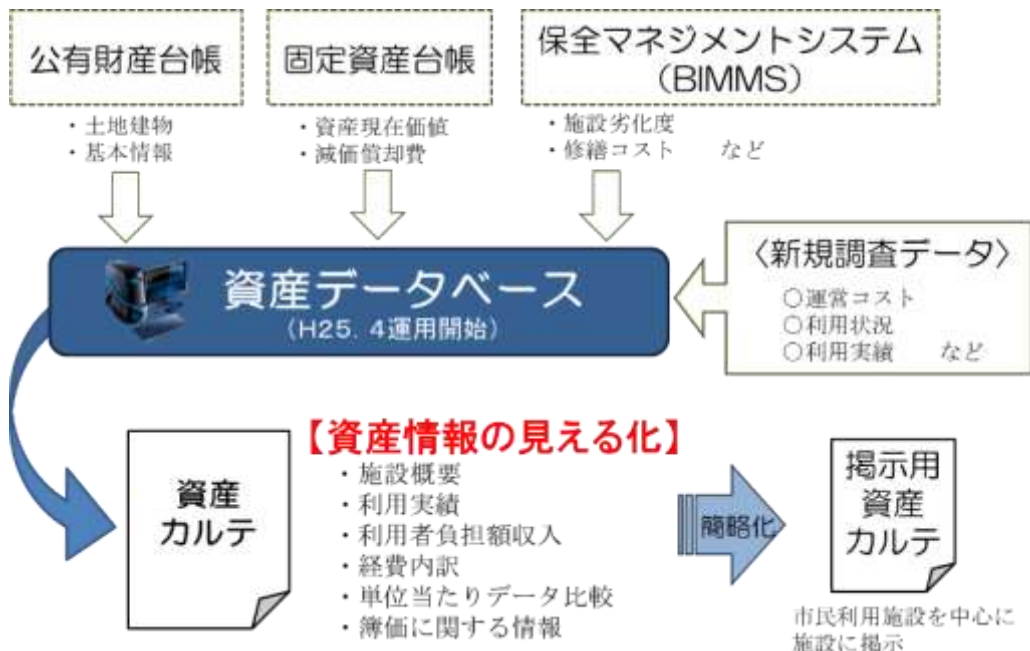 公有財産台帳
・土地建物
・基本情報
固定資産台帳
・資産現在価値
・減価償却費
保全マネジメントシステム
(BIMMS)
・施設劣化度
・修繕コスト　など
資産データベース
(H25. 4運用開始)
〈新規調査データ〉
○運営コスト
○利用状況
○利用実績　など
【資産情報の見える化】
資産
カルテ
・施設概要
・利用実績
・利用者負担額収入
・経費内訳
・単位当たりデータ比較
・簿価に関する情報
簡略化
掲示用
資産
カルテ
市民利用施設を中心に
施設に掲示